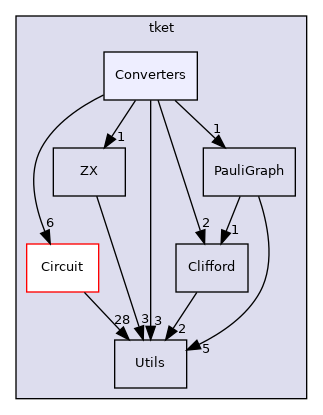 tket
Converters
1
1
ZX
PauliGraph
6
2
1
Circuit
Clifford
28
3
3
2
5
Utils